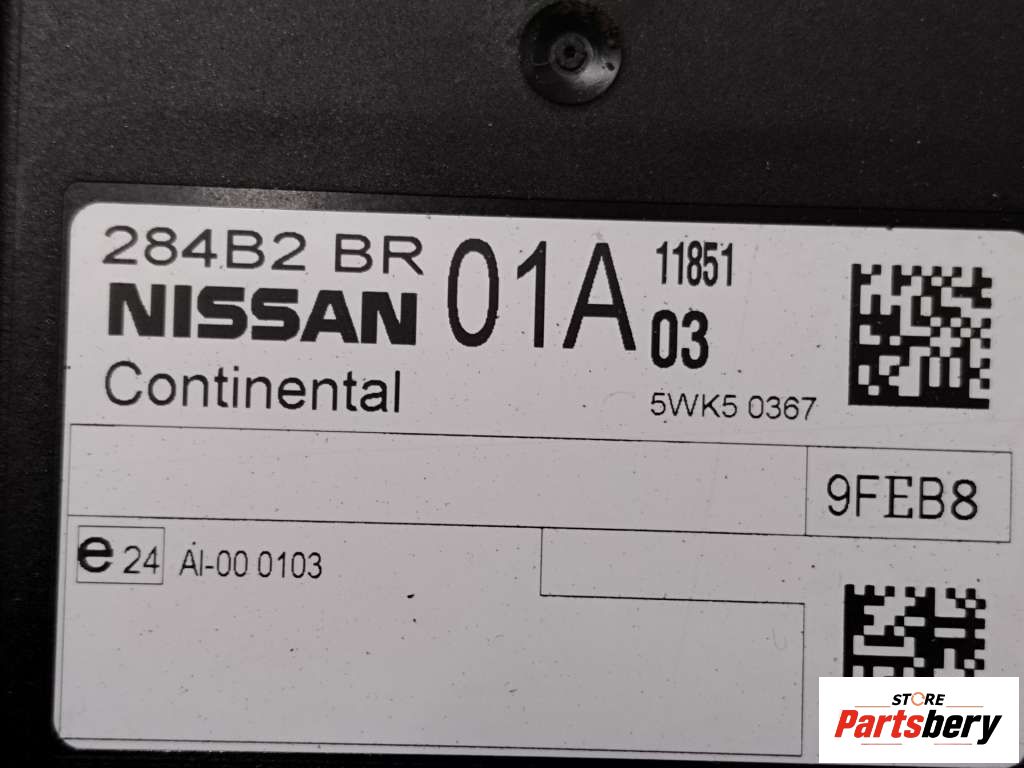 284B2 BR 01A 11851
NISSAN 03
Continental 5WK5 0367
9FEB8
e 24 AI-00 0103
STORE
Partsbery